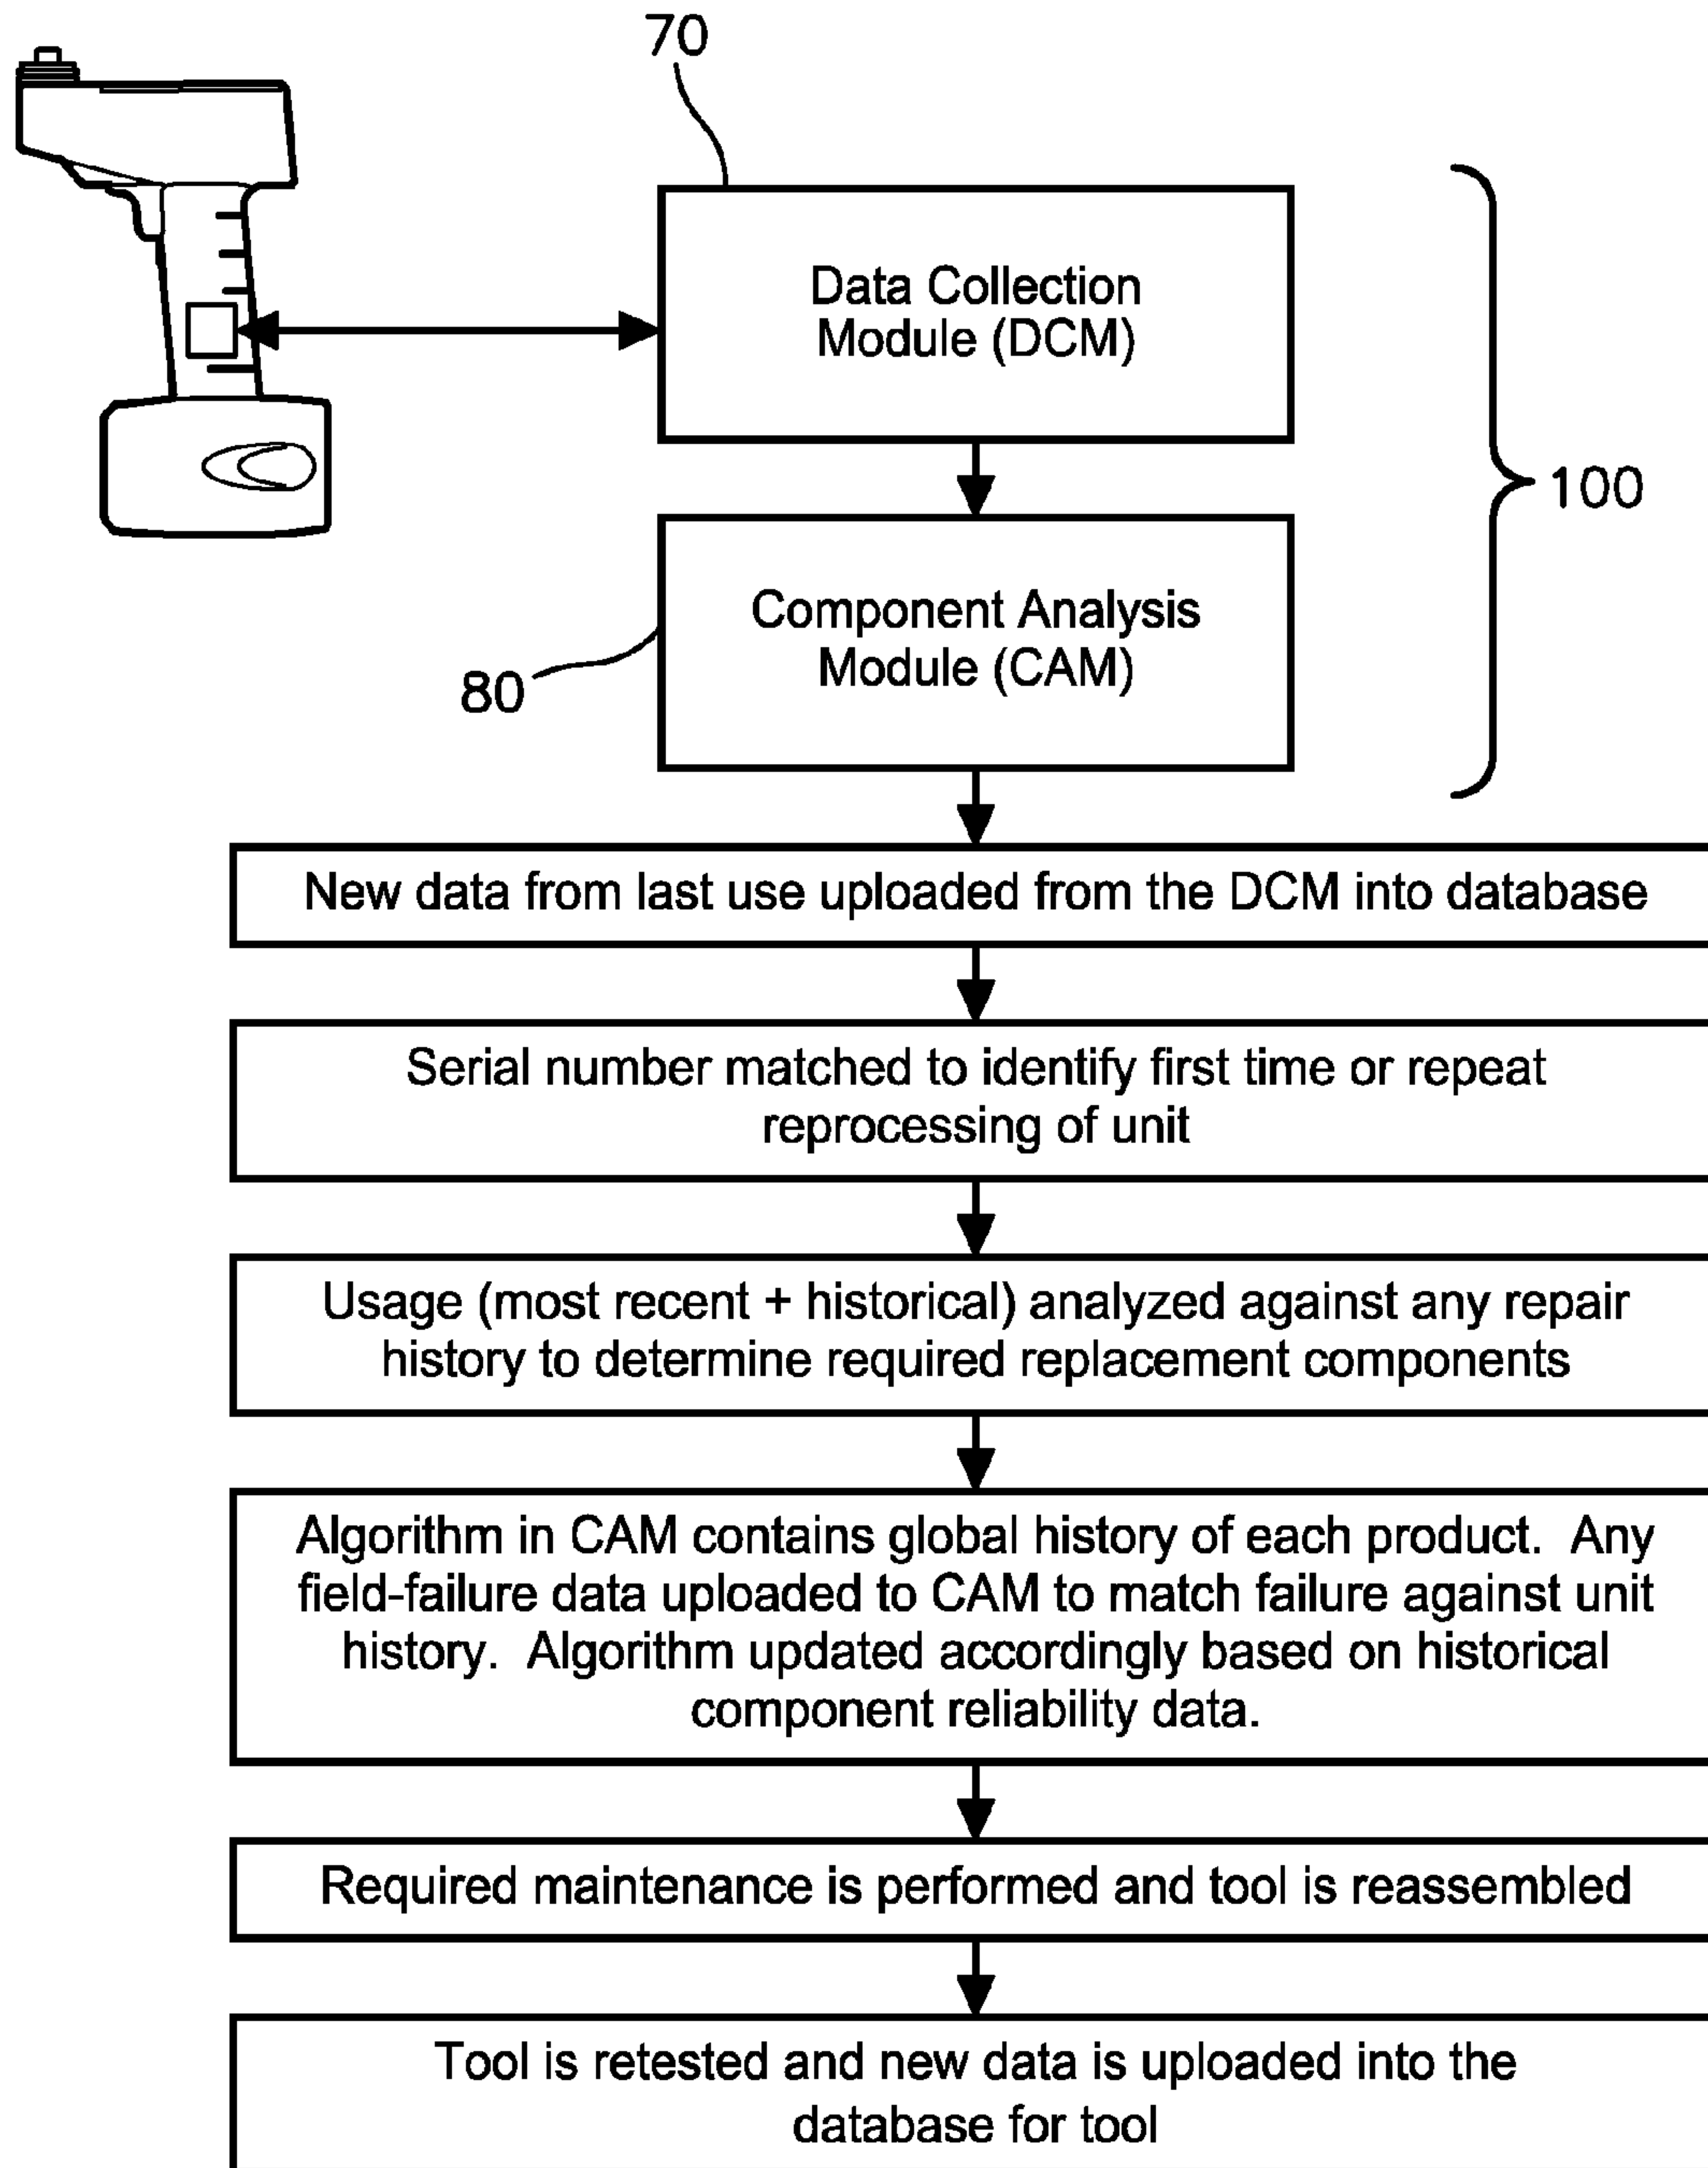 70
Data Collection
Module (DCM)
100
Component Analysis
Module (CAM)
80
New data from last use uploaded from the DCM into database
Serial number matched to identify first time or repeat
reprocessing of unit
Usage (most recent + historical) analyzed against any repair
history to determine required replacement components
Algorithm in CAM contains global history of each product.  Any
field-failure data uploaded to CAM to match failure against unit
history.  Algorithm updated accordingly based on historical
component reliability data.
Required maintenance is performed and tool is reassembled
Tool is retested and new data is uploaded into the
database for tool